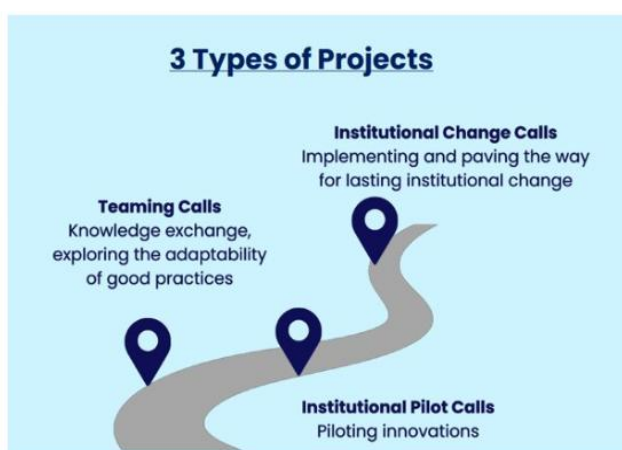 3 Types of Projects
Institutional Change Calls
Implementing and paving the way
for lasting institutional change
Teaming Calls
Knowledge exchange,
exploring the adaptability
of good practices
Institutional Pilot Calls
Piloting innovations